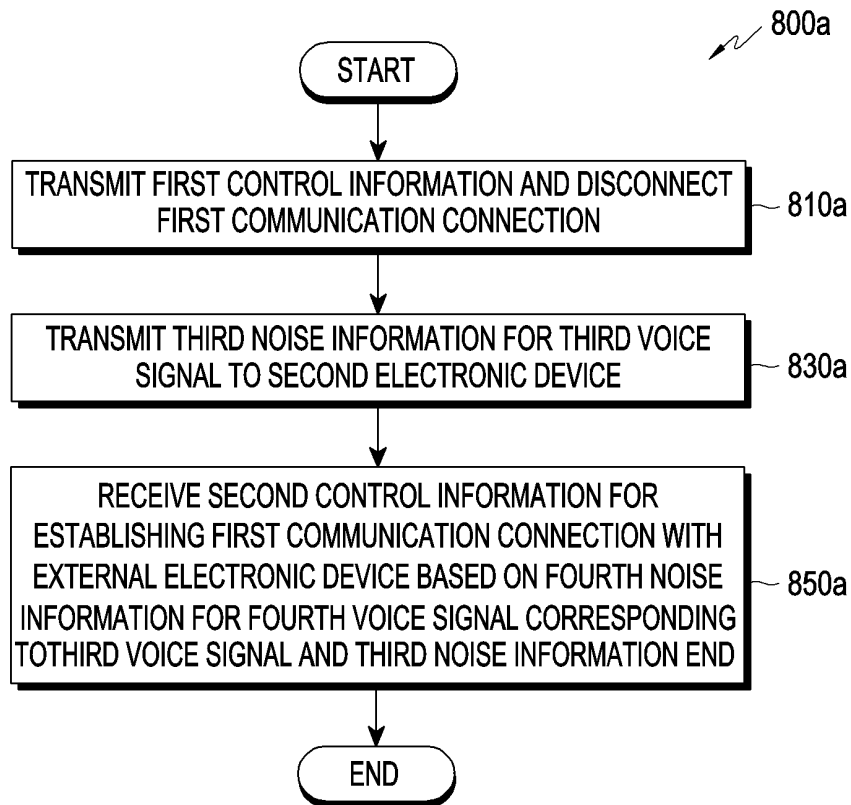 800a
START
TRANSMIT FIRST CONTROL INFORMATION AND DISCONNECT
FIRST COMMUNICATION CONNECTION
810a
TRANSMIT THIRD NOISE INFORMATION FOR THIRD VOICE
SIGNAL TO SECOND ELECTRONIC DEVICE
830a
RECEIVE SECOND CONTROL INFORMATION FOR
ESTABLISHING FIRST COMMUNICATION CONNECTION WITH
EXTERNAL ELECTRONIC DEVICE BASED ON FOURTH NOISE
INFORMATION FOR FOURTH VOICE SIGNAL CORRESPONDING
TOTHIRD VOICE SIGNAL AND THIRD NOISE INFORMATION END
850a
END